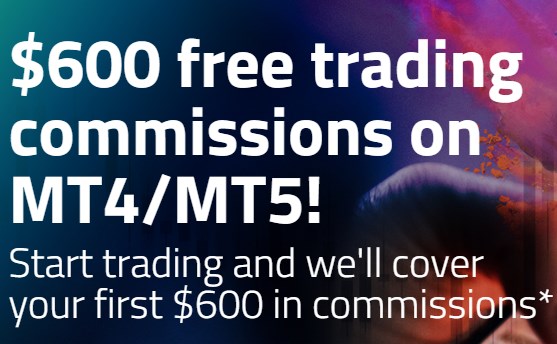 $600 free trading
commissions on
MT4/MT5!
Start trading and we'll cover
your first $600 in commissions*